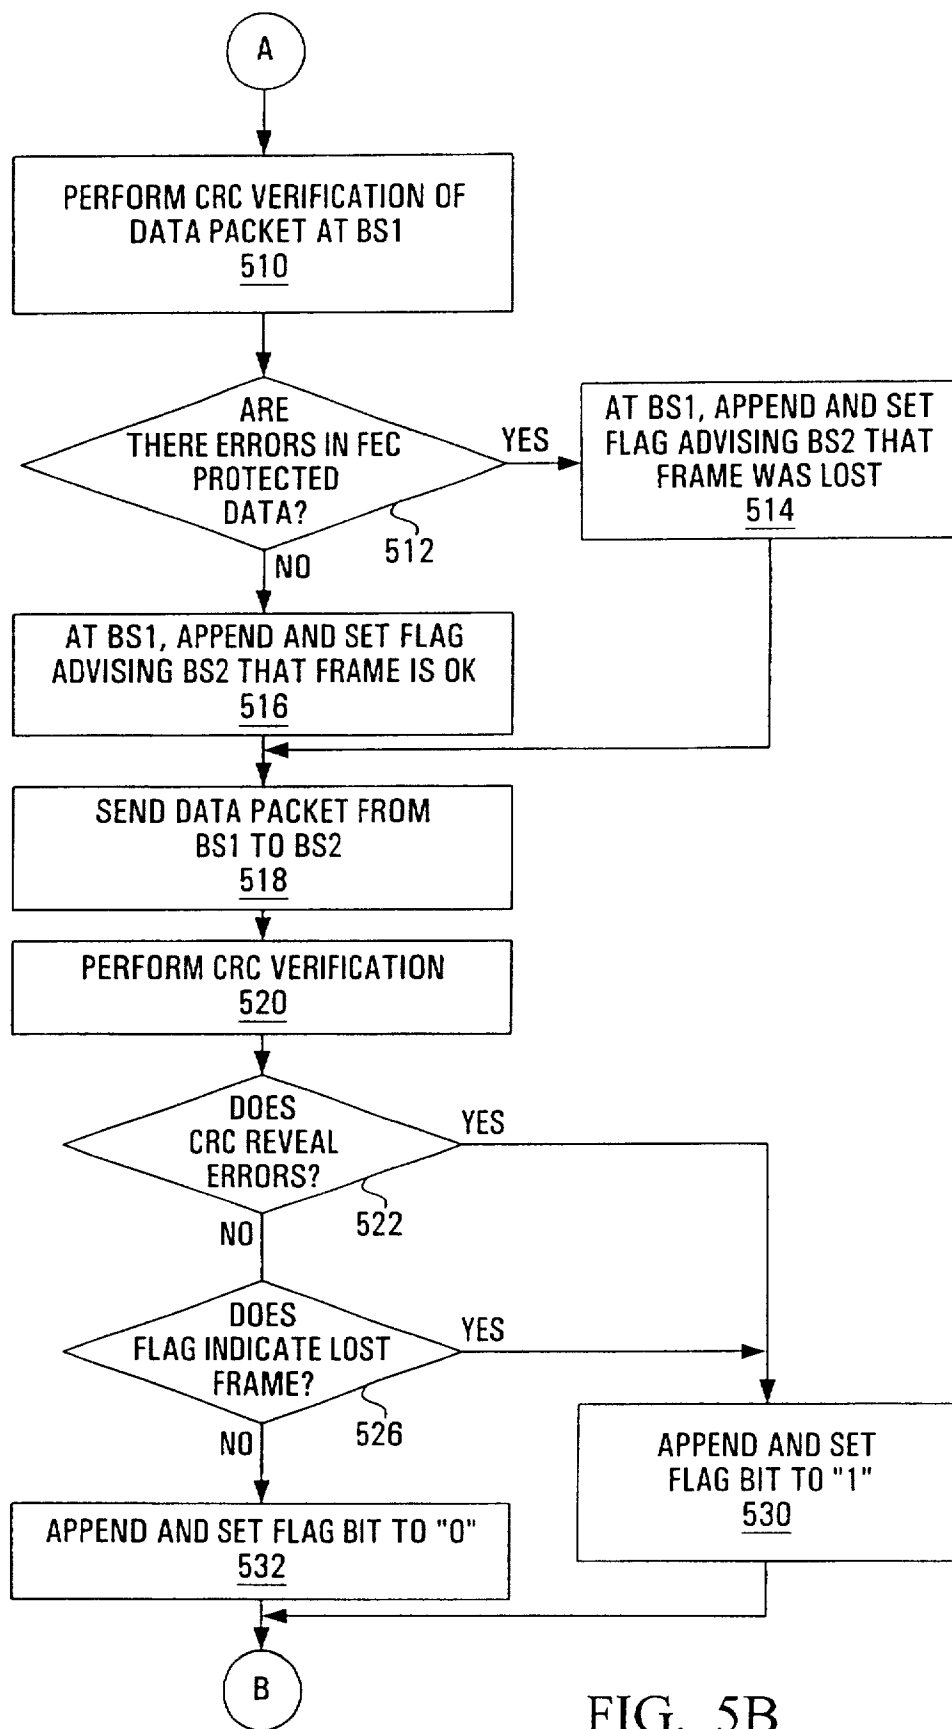 A
PERFORM CRC VERIFICATION OF
DATA PACKET AT BS1
510
ARE
THERE ERRORS IN FEC
PROTECTED
DATA?
512
YES
AT BS1, APPEND AND SET
FLAG ADVISING BS2 THAT
FRAME WAS LOST
514
NO
AT BS1, APPEND AND SET FLAG
ADVISING BS2 THAT FRAME IS OK
516
SEND DATA PACKET FROM
BS1 TO BS2
518
PERFORM CRC VERIFICATION
520
DOES
CRC REVEAL
ERRORS?
522
YES
NO
DOES
FLAG INDICATE LOST
FRAME?
526
YES
NO
APPEND AND SET
FLAG BIT TO "1"
530
APPEND AND SET FLAG BIT TO "0"
532
B
FIG. 5B